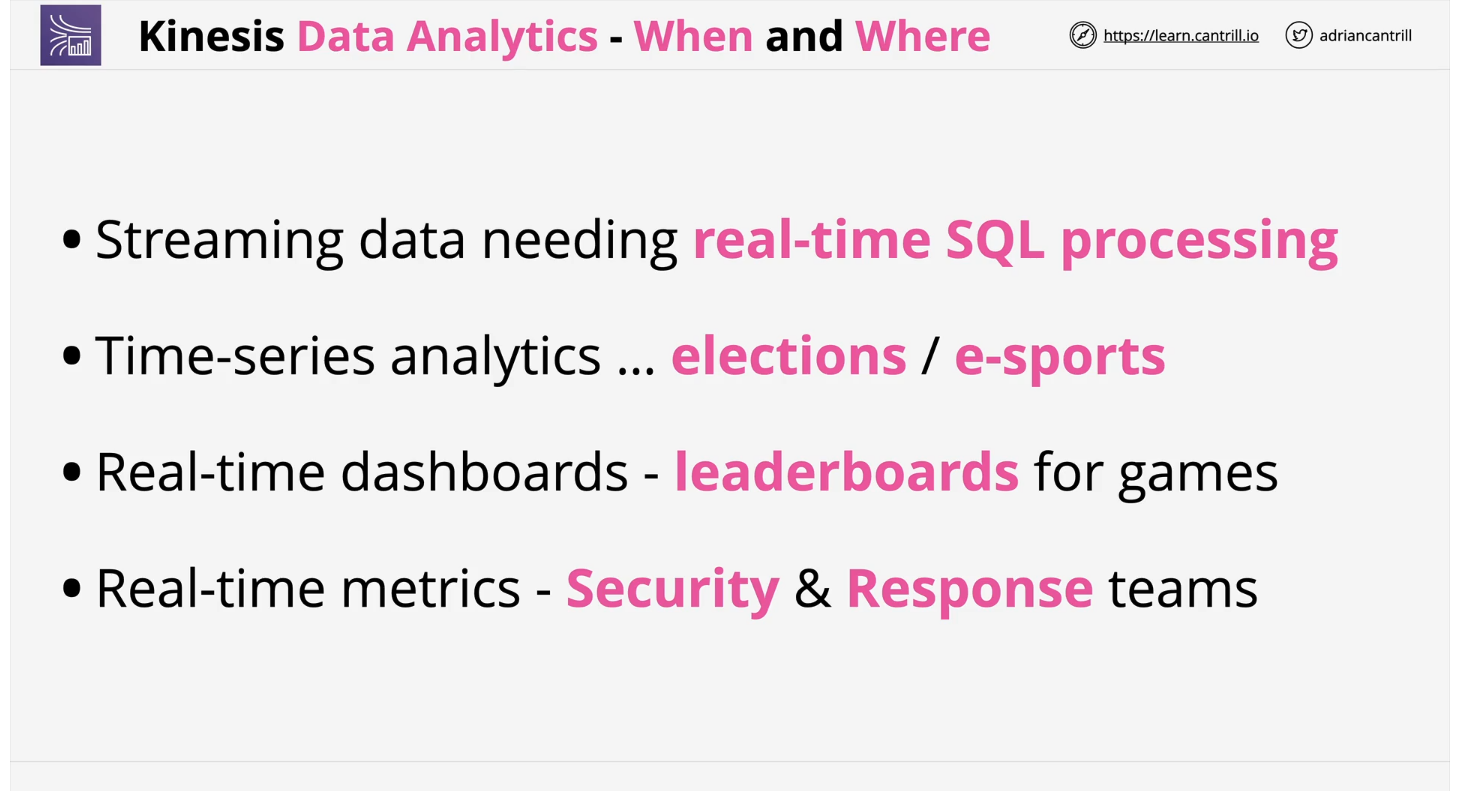 Kinesis Data Analytics - When and Where
https://learn.cantrill.io
adriancantrill
• Streaming data needing real-time SQL processing
• Time-series analytics ... elections / e-sports
• Real-time dashboards - leaderboards for games
• Real-time metrics - Security & Response teams